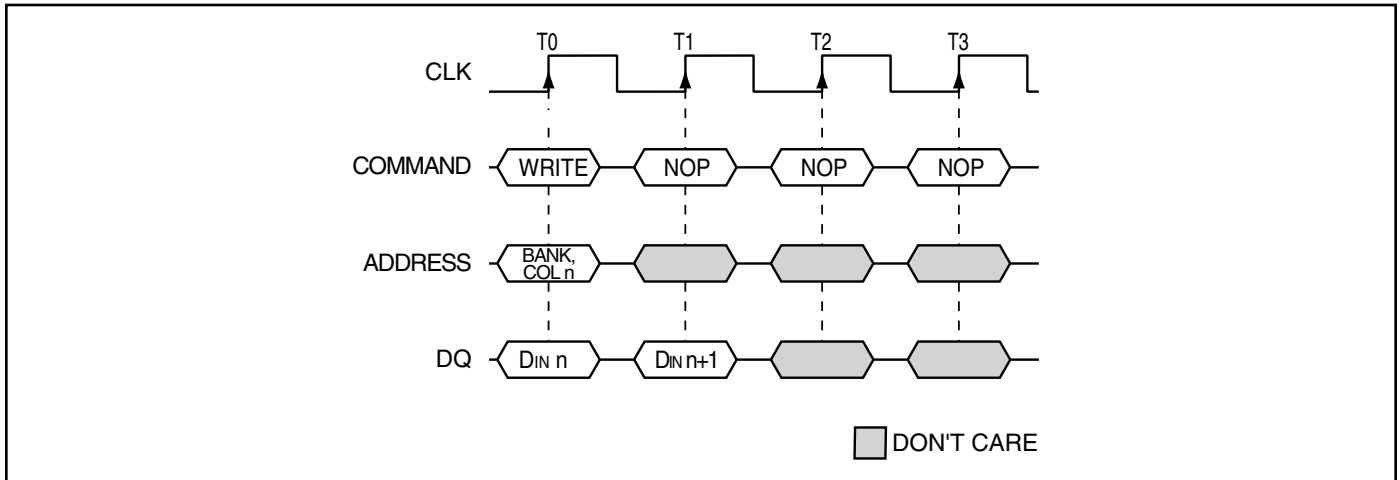 T0 T1 T2 T3
CLK
COMMAND WRITE NOP NOP NOP
ADDRESS BANK,
COL n
DQ DIN n DIN n+1
DON'T CARE